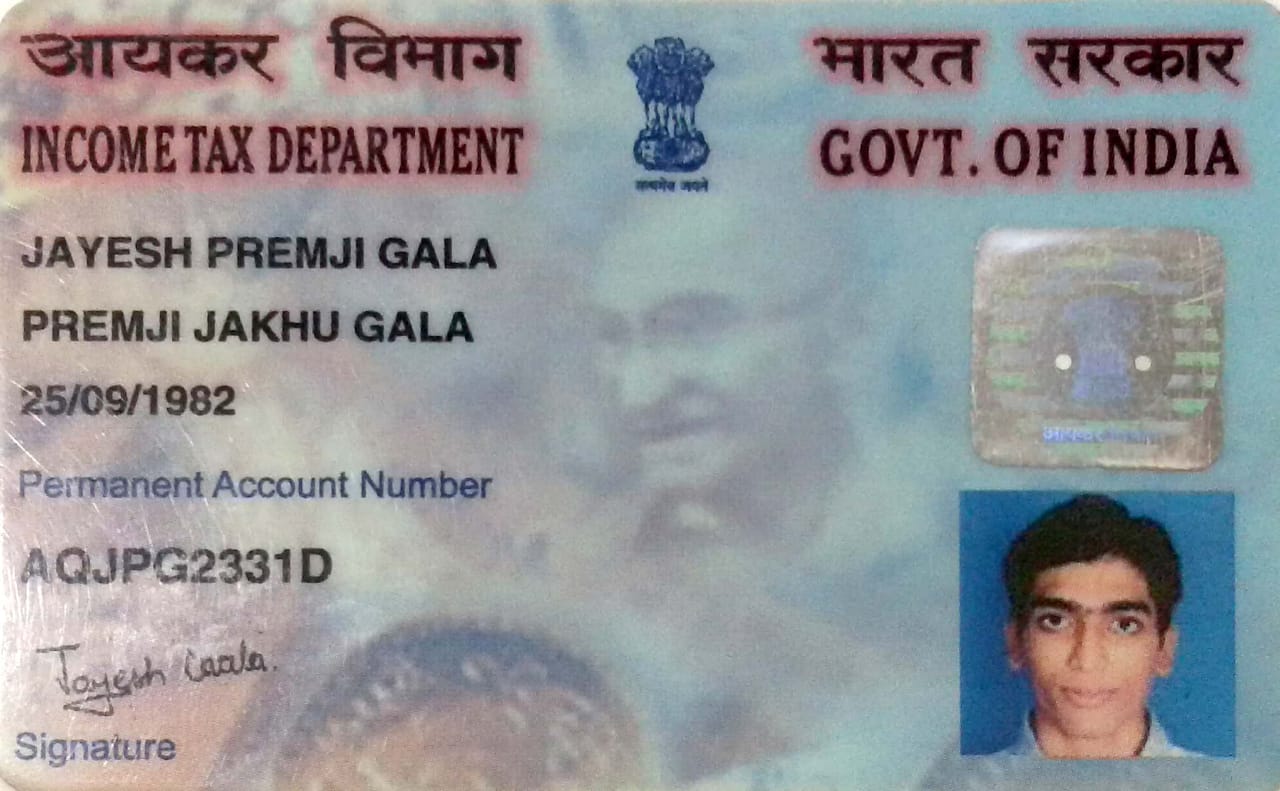 आयकर विभाग
INCOME TAX DEPARTMENT
भारत सरकार
GOVT. OF INDIA
सत्यमेव जयते
JAYESH PREMJI GALA
PREMJI JAKHU GALA
25/09/1982
Permanent Account Number
AQJPG2331D
Jayesh Gala.
Signature